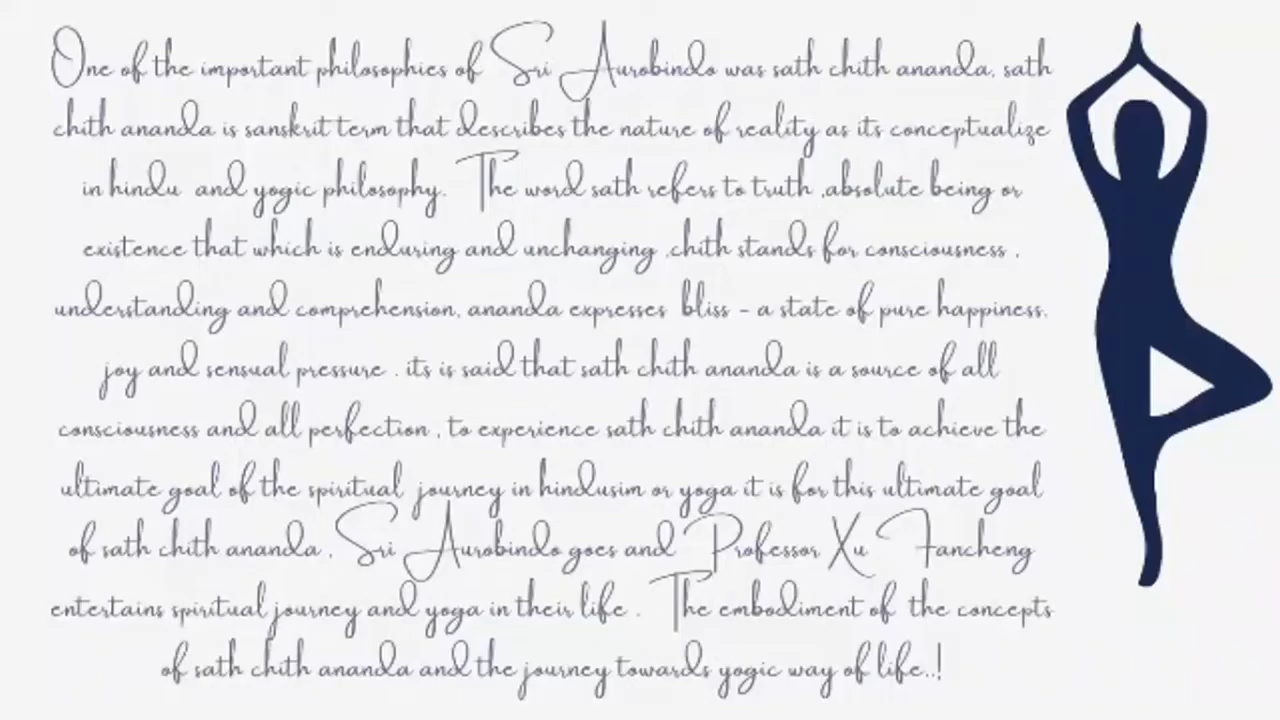 One of the important philosophies of Sri Aurobindo was sath chith ananda, sath
chith ananda is sanskrit term that describes the nature of reality as its conceptualize
in hindu and yogic philosophy. The word sath refers to truth ,absolute being or
existence that which is enduring and unchanging ,chith stands for consciousness ,
understanding and comprehension, ananda expresses bliss - a state of pure happiness,
joy and sensual pressure . its is said that sath chith ananda is a source of all
consciousness and all perfection , to experience sath chith ananda it is to achieve the
ultimate goal of the spiritual journey in hindusim or yoga it is for this ultimate goal
of sath chith ananda , Sri Aurobindo goes and Professor Xu Fancheng
entertains spiritual journey and yoga in their life . The embodiment of the concepts
of sath chith ananda and the journey towards yogic way of life..!